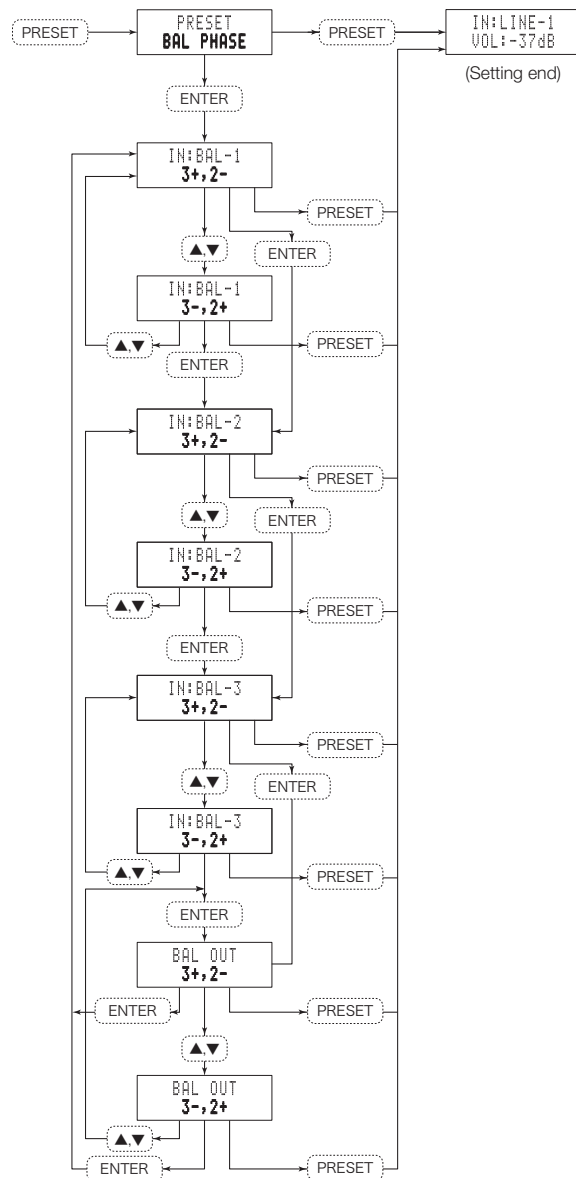 PRESET
PRESET
BAL PHASE
PRESET
IN:LINE-1
VOL:-37dB
(Setting end)
ENTER
IN:BAL-1
3+,2-
PRESET
▲,▼
ENTER
IN:BAL-1
3-,2+
▲,▼
PRESET
ENTER
IN:BAL-2
3+,2-
PRESET
▲,▼
ENTER
IN:BAL-2
3-,2+
▲,▼
PRESET
ENTER
IN:BAL-3
3+,2-
PRESET
▲,▼
ENTER
IN:BAL-3
3-,2+
▲,▼
PRESET
ENTER
BAL OUT
3+,2-
ENTER
PRESET
▲,▼
BAL OUT
3-,2+
▲,▼
ENTER
PRESET